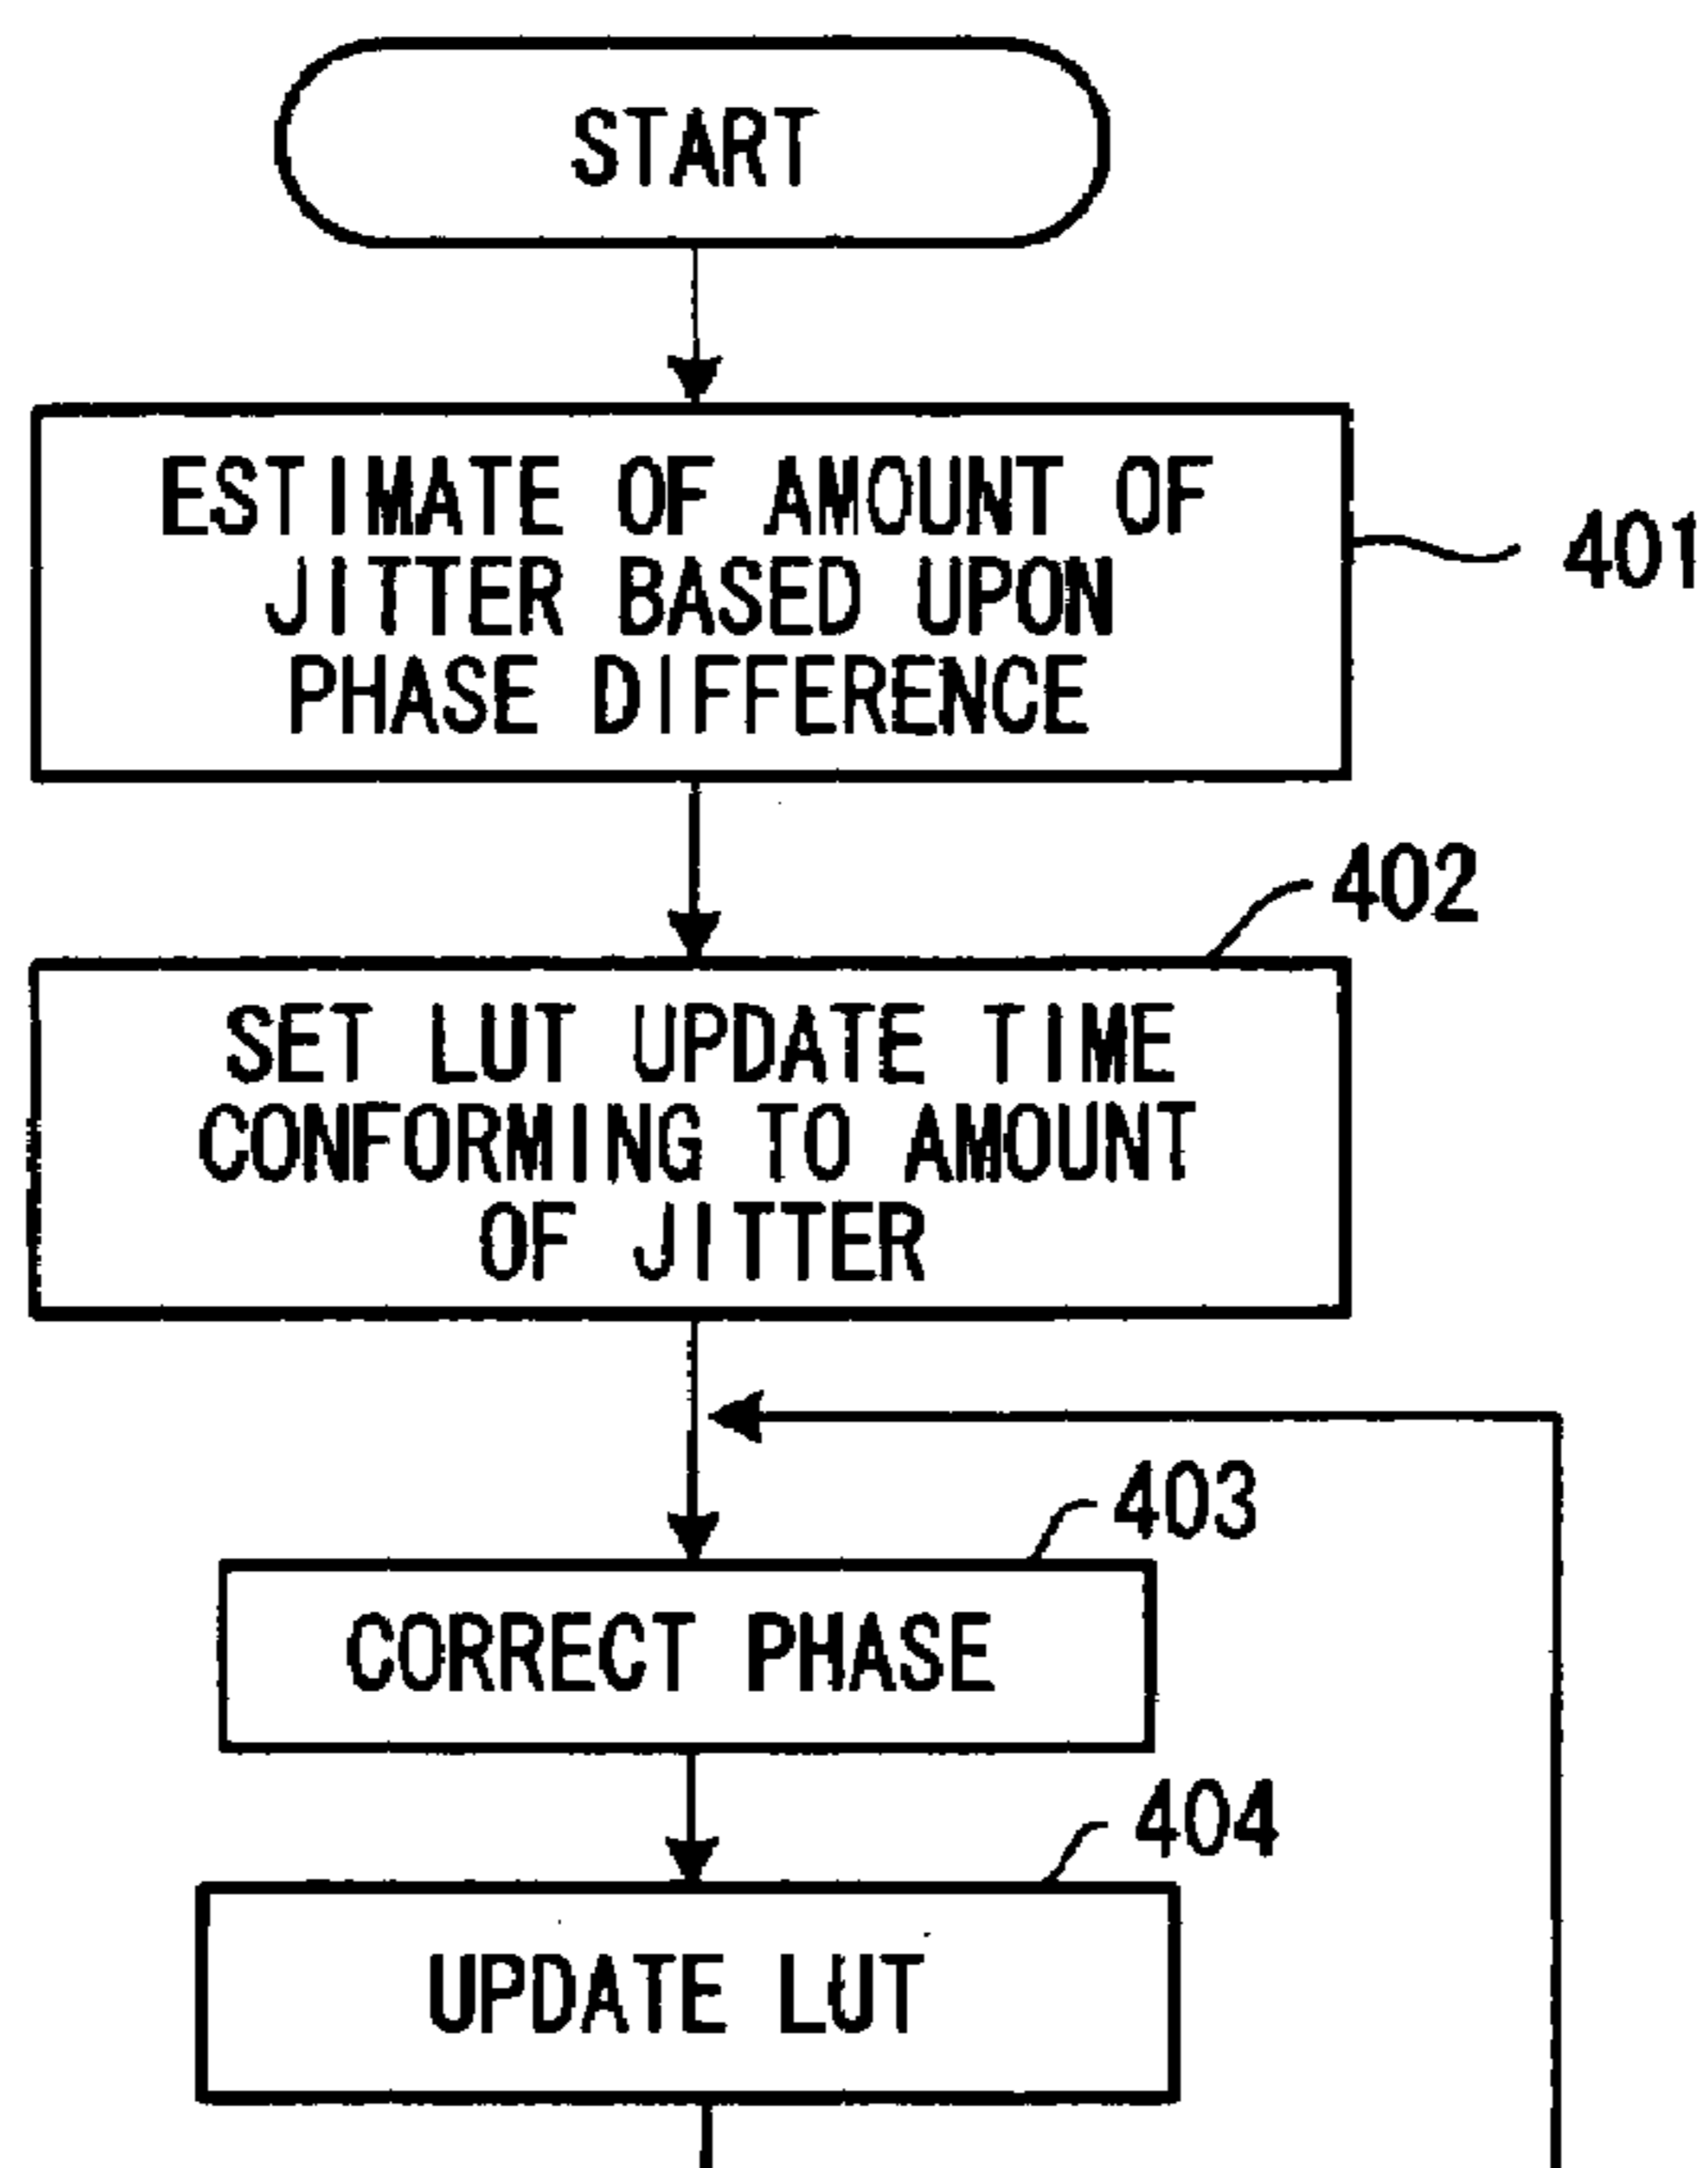 START
ESTIMATE OF AMOUNT OF
JITTER BASED UPON
PHASE DIFFERENCE
401
402
SET LUT UPDATE TIME
CONFORMING TO AMOUNT
OF JITTER
403
CORRECT PHASE
404
UPDATE LUT